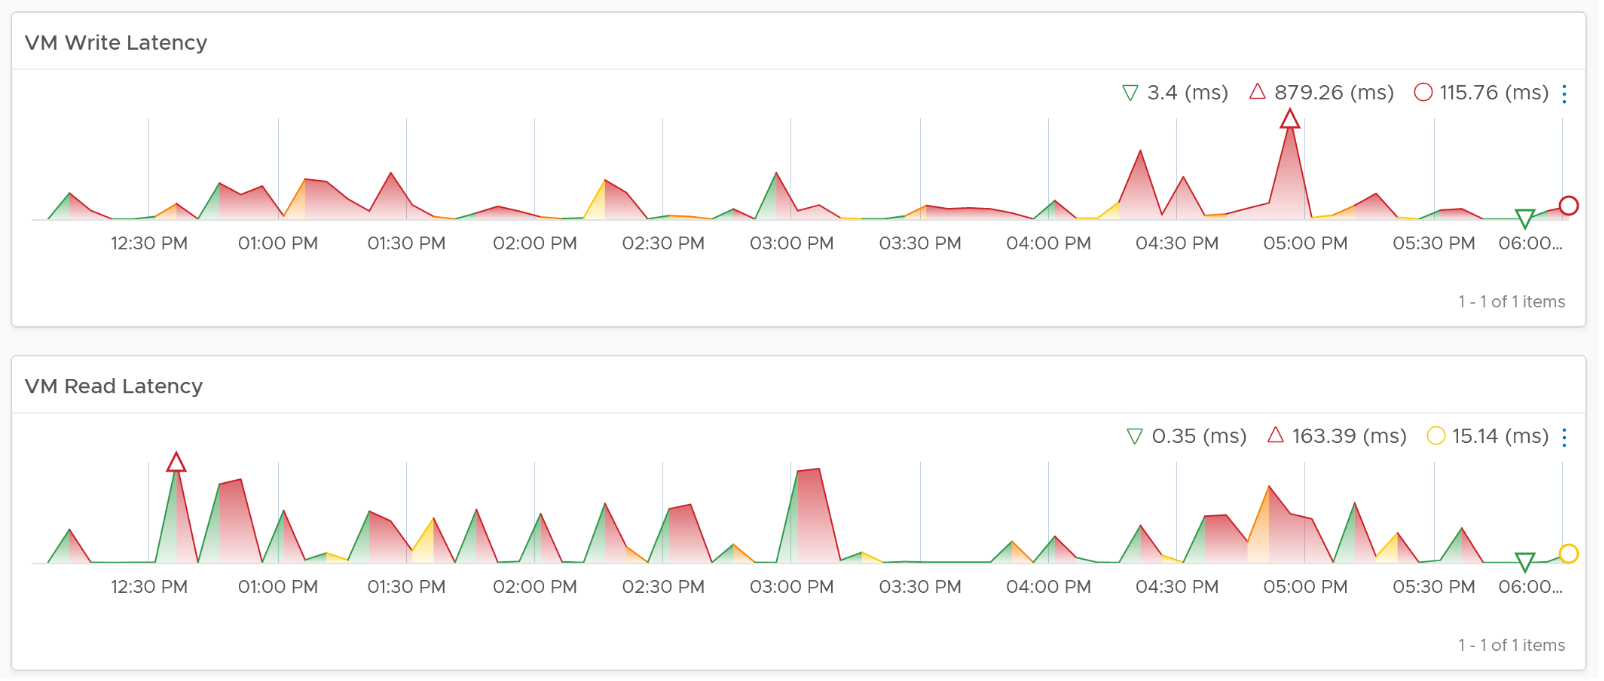 VM Write Latency
3.4 (ms) 879.26 (ms) 115.76 (ms)
12:30 PM 01:00 PM 01:30 PM 02:00 PM 02:30 PM 03:00 PM 03:30 PM 04:00 PM 04:30 PM 05:00 PM 05:30 PM 06:00...
1 - 1 of 1 items
VM Read Latency
0.35 (ms) 163.39 (ms) 15.14 (ms)
12:30 PM 01:00 PM 01:30 PM 02:00 PM 02:30 PM 03:00 PM 03:30 PM 04:00 PM 04:30 PM 05:00 PM 05:30 PM 06:00...
1 - 1 of 1 items